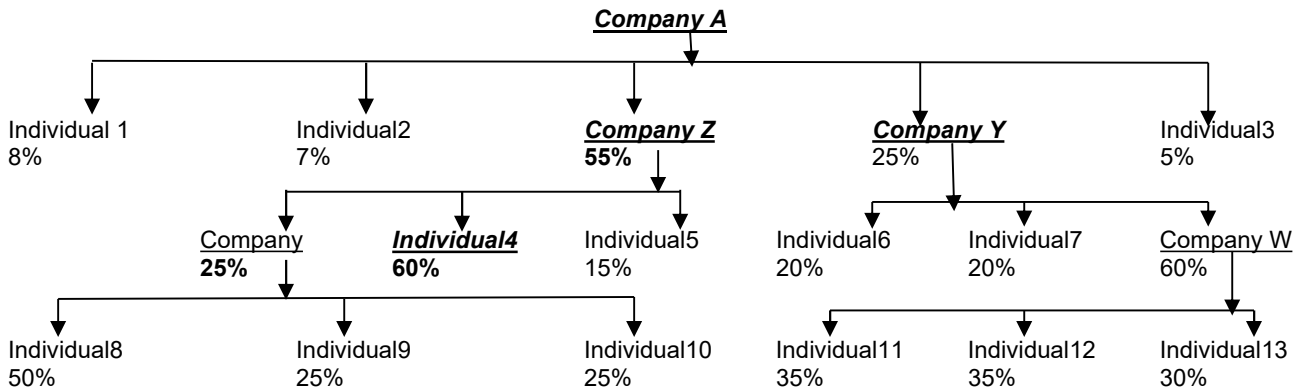 Company A
Individual 1 Individual2 Company Z Company Y Individual3
8% 7% 55% 25% 5%
Company Individual4 Individual5 Individual6 Individual7 Company W
25% 60% 15% 20% 20% 60%
Individual8 Individual9 Individual10 Individual11 Individual12 Individual13
50% 25% 25% 35% 35% 30%